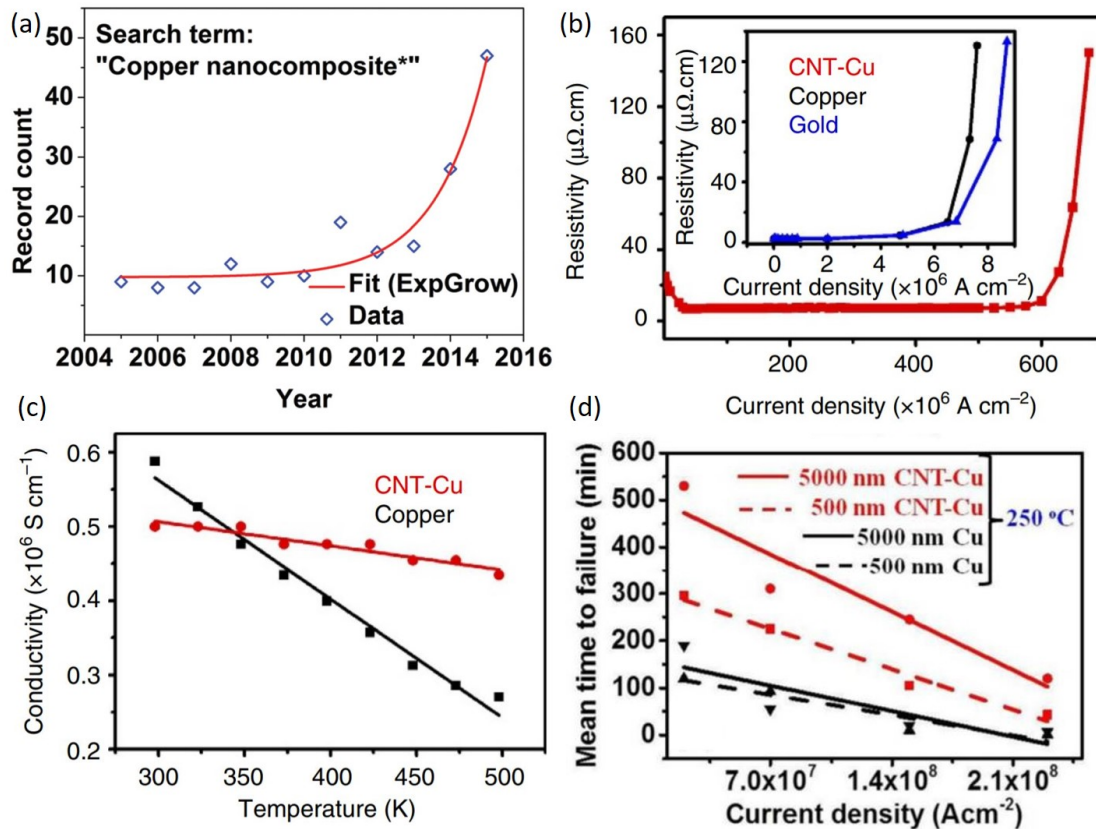 (a)
Search term:
"Copper nanocomposite*"
50
40
30
20
10
Record count
Fit (ExpGrow)
Data
2004 2006 2008 2010 2012 2014 2016
Year
(b)
160
120
80
40
0
Resistivity (μΩ.cm)
CNT-Cu
Copper
Gold
120
80
40
0
Resistivity (μΩ.cm)
0 2 4 6 8
Current density (×10⁶ A cm⁻²)
200 400 600
Current density (×10⁶ A cm⁻²)
(c)
0.6
0.5
0.4
0.3
0.2
Conductivity (×10⁶ S cm⁻¹)
CNT-Cu
Copper
300 350 400 450 500
Temperature (K)
(d)
600
500
400
300
200
100
0
Mean time to failure (min)
5000 nm CNT-Cu
500 nm CNT-Cu
5000 nm Cu
500 nm Cu
250 ºC
7.0x10⁷ 1.4x10⁸ 2.1x10⁸
Current density (Acm⁻²)